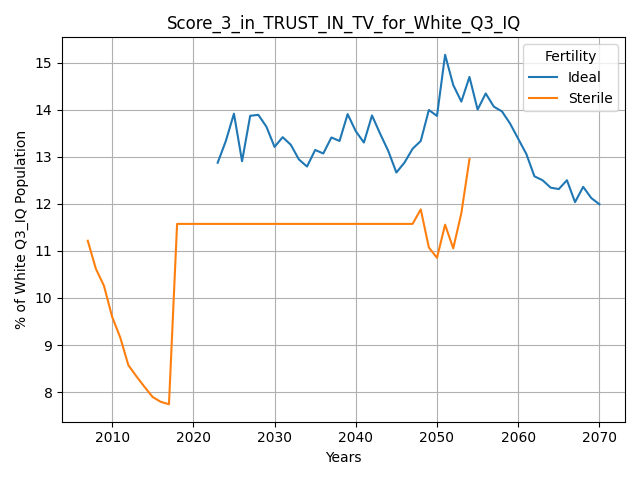 Score_3_in_TRUST_IN_TV_for_White_Q3_IQ
Fertility
Ideal
Sterile
% of White Q3_IQ Population
15
14
13
12
11
10
9
8
2010 2020 2030 2040 2050 2060 2070
Years